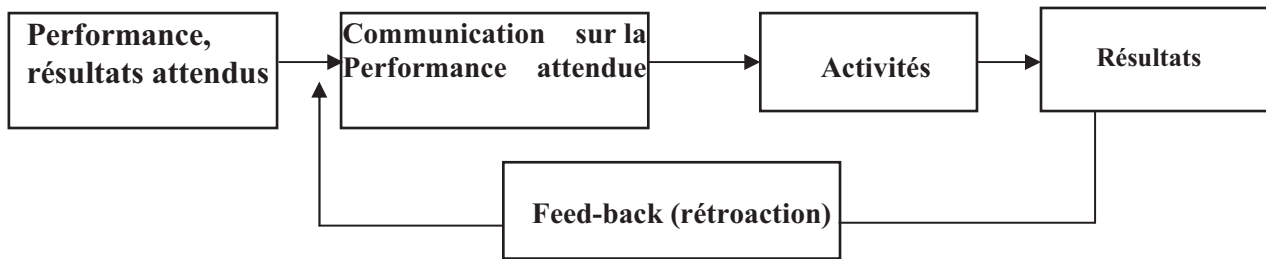 Performance,
résultats attendus
Communication sur la
Performance attendue
Activités
Résultats
Feed-back (rétroaction)